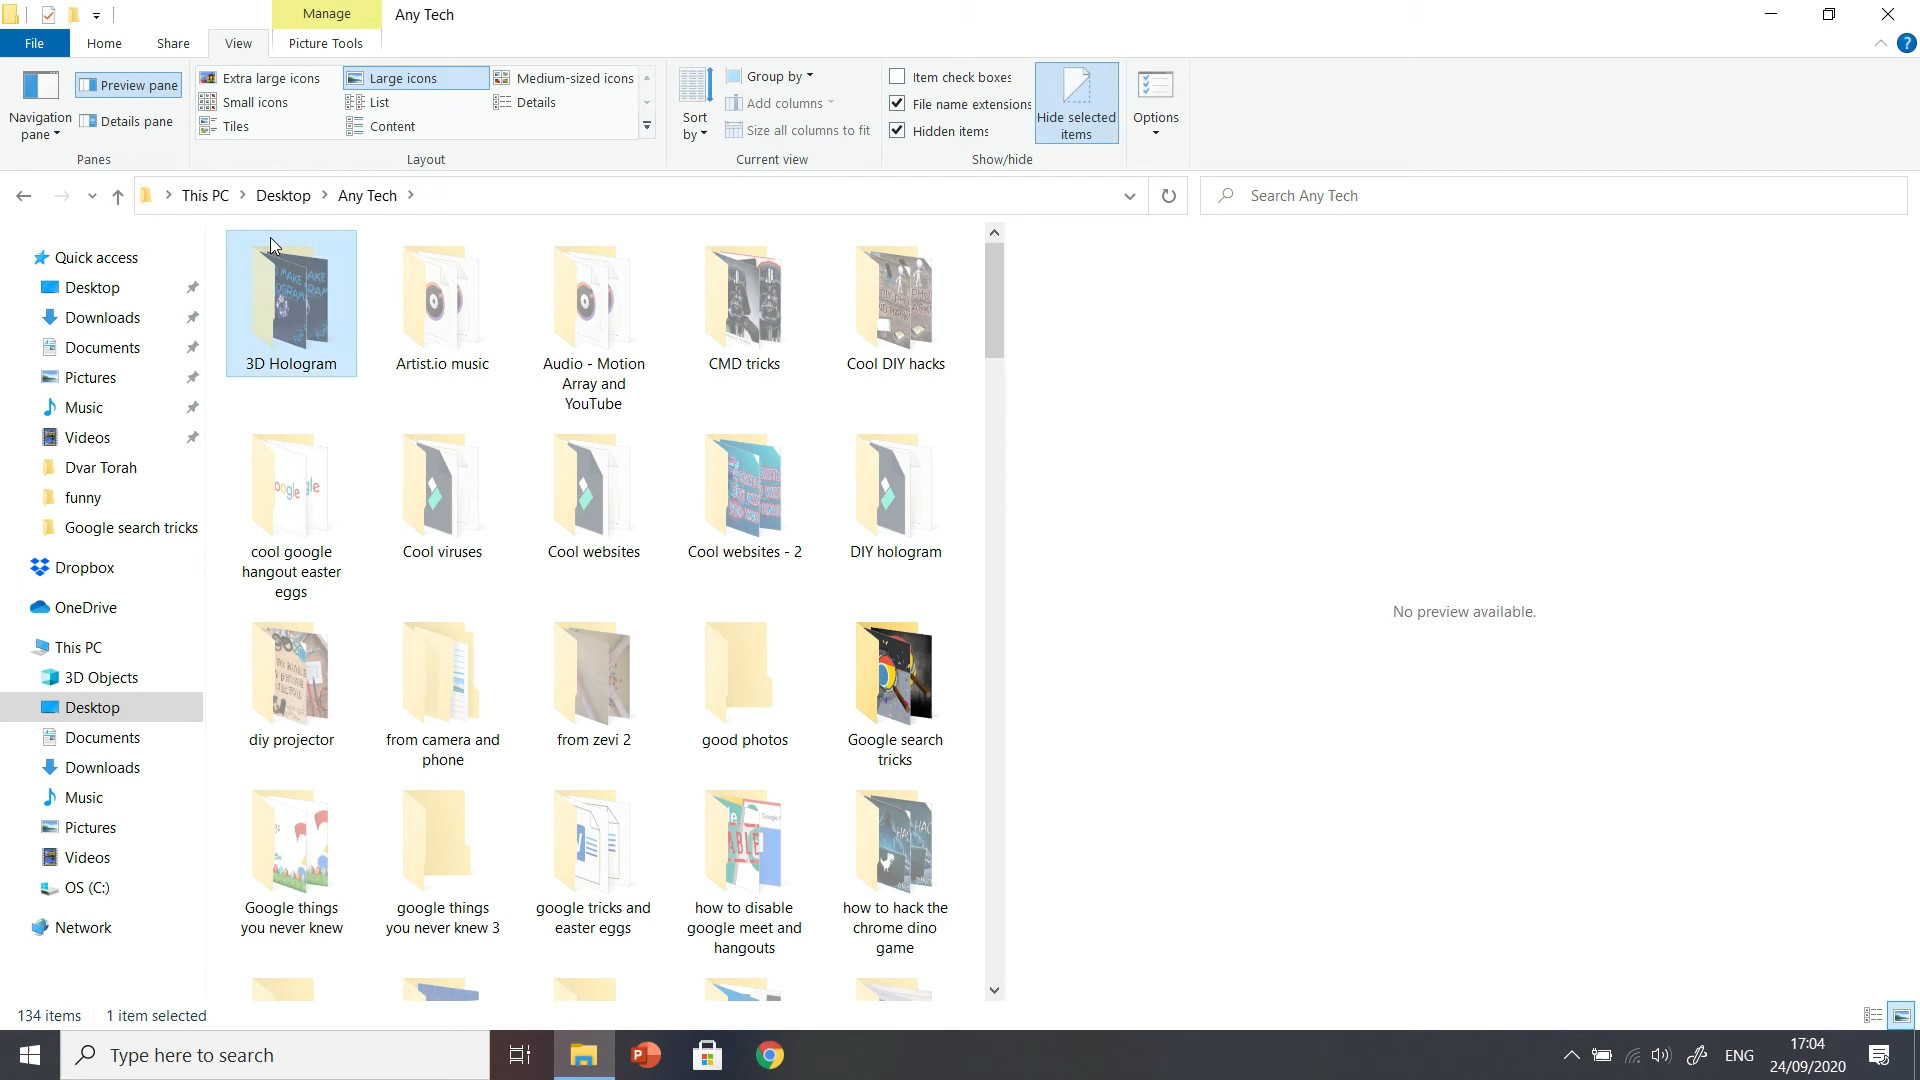 Manage
Any Tech
File
Home
Share
View
Picture Tools
Navigation pane
Preview pane
Details pane
Panes
Extra large icons
Large icons
Medium-sized icons
Small icons
List
Details
Tiles
Content
Layout
Sort by
Group by
Add columns
Size all columns to fit
Current view
Item check boxes
File name extensions
Hidden items
Hide selected items
Show/hide
Options
This PC > Desktop > Any Tech >
Search Any Tech
Quick access
Desktop
Downloads
Documents
Pictures
Music
Videos
Dvar Torah
funny
Google search tricks
Dropbox
OneDrive
This PC
3D Objects
Desktop
Documents
Downloads
Music
Pictures
Videos
OS (C:)
Network
3D Hologram
Artist.io music
Audio - Motion
Array and
YouTube
CMD tricks
Cool DIY hacks
cool google
hangout easter
eggs
Cool viruses
Cool websites
Cool websites - 2
DIY hologram
diy projector
from camera and
phone
from zevi 2
good photos
Google search
tricks
Google things
you never knew
google things
you never knew 3
google tricks and
easter eggs
how to disable
google meet and
hangouts
how to hack the
chrome dino
game
No preview available.
134 items
1 item selected
Type here to search
ENG
17:04
24/09/2020